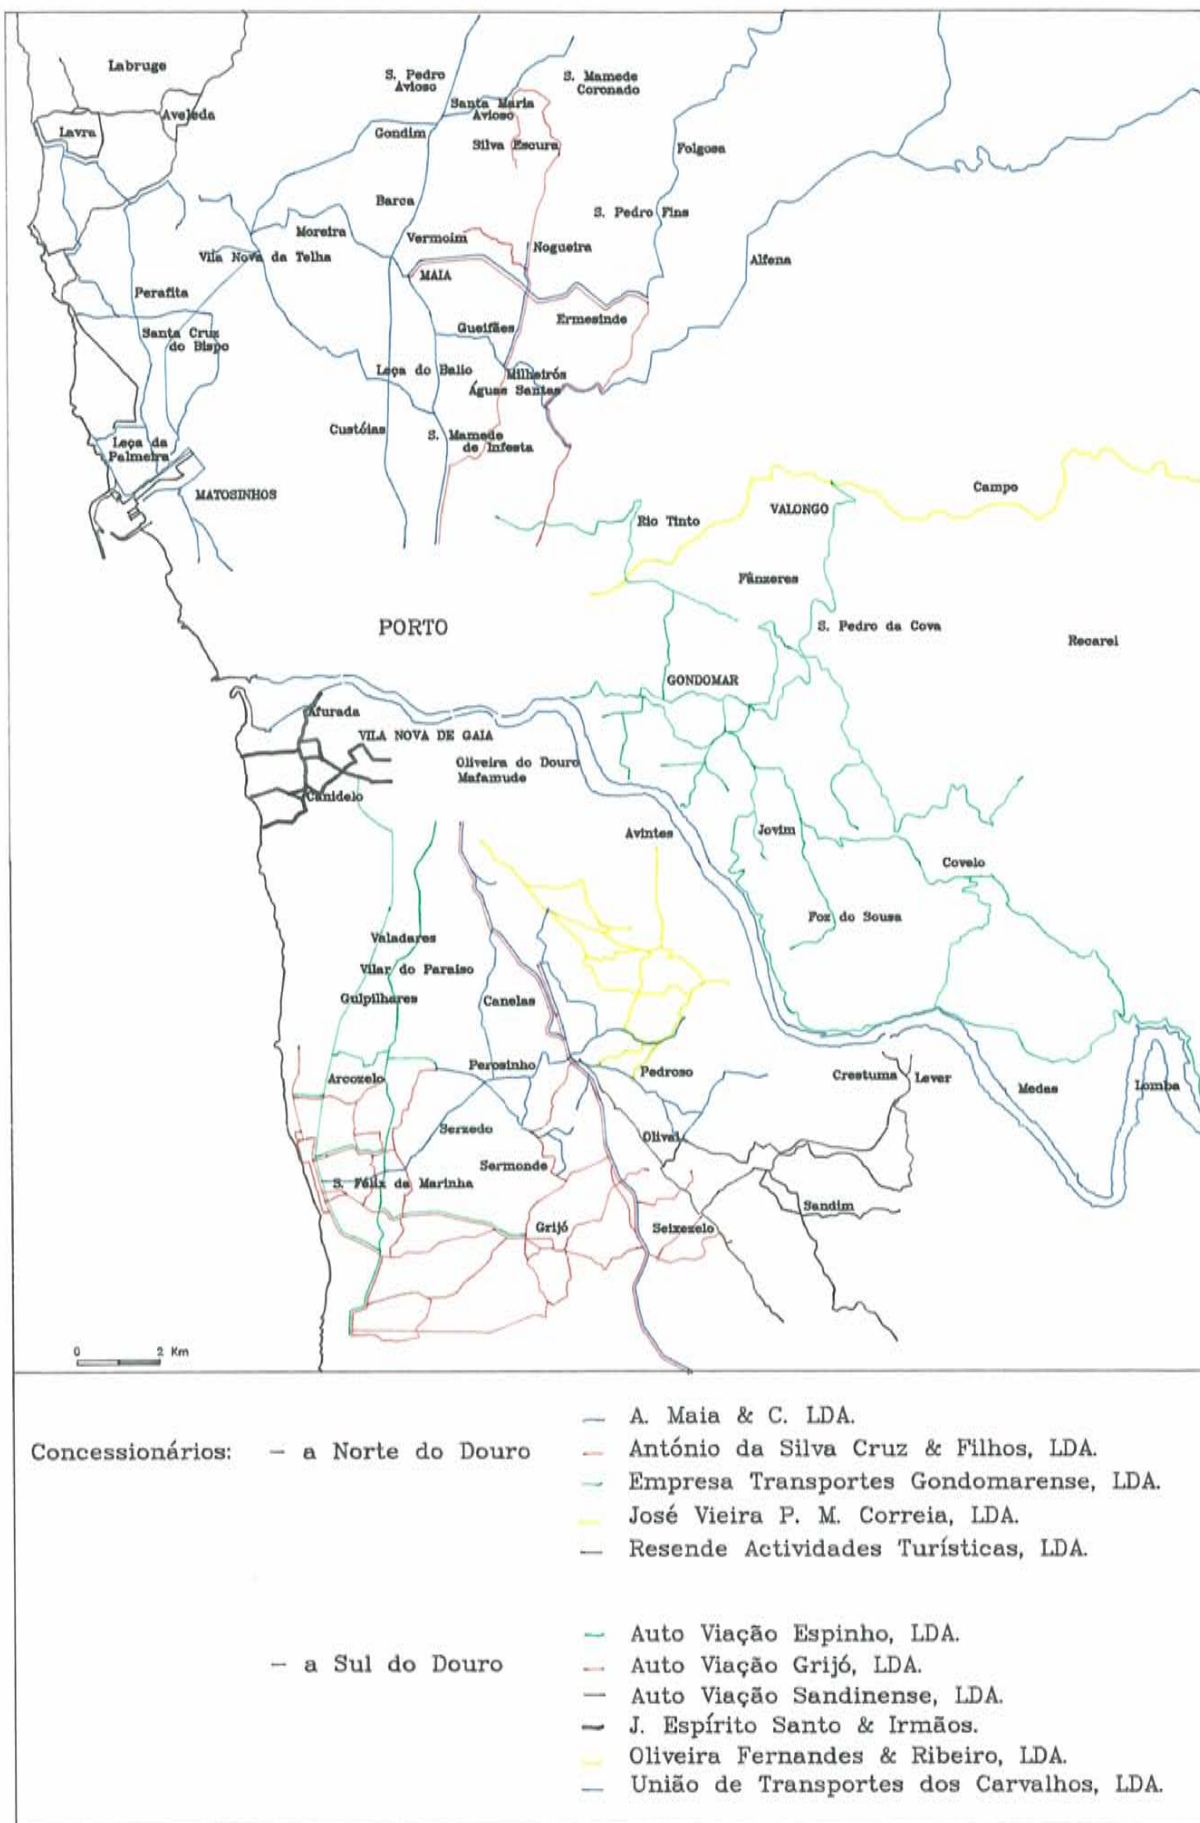 Labruge
S. Pedro
Avioso
S. Mamede
Coronado
Santa Maria
Avioso
Aveleda
Lavra
Gondim
Silva Escura
Folgosa
Barca
S. Pedro Fins
Moreira
Vermoim
Nogueira
Vila Nova da Telha
MAIA
Alfena
Perafita
Ermesinde
Gueifães
Santa Cruz
do Bispo
Leça do Balio
Milheirós
Águas Santas
Custóias
S. Mamede
de Infesta
Leça da
Palmeira
MATOSINHOS
Campo
VALONGO
Rio Tinto
Fânzeres
PORTO
S. Pedro da Cova
Recarei
GONDOMAR
Afurada
VILA NOVA DE GAIA
Oliveira do Douro
Mafamude
Canidelo
Avintes
Jovim
Covelo
Foz do Sousa
Valadares
Vilar do Paraíso
Gulpilhares
Canelas
Perosinho
Pedroso
Arcozelo
Crestuma
Lever
Medas
Lomba
Serzedo
Olival
Sermonde
S. Félix da Marinha
Sandim
Grijó
Seixezelo
0 2 Km
Concessionários: - a Norte do Douro
A. Maia & C. LDA.
António da Silva Cruz & Filhos, LDA.
Empresa Transportes Gondomarense, LDA.
José Vieira P. M. Correia, LDA.
Resende Actividades Turísticas, LDA.
- a Sul do Douro
Auto Viação Espinho, LDA.
Auto Viação Grijó, LDA.
Auto Viação Sandinense, LDA.
J. Espírito Santo & Irmãos.
Oliveira Fernandes & Ribeiro, LDA.
União de Transportes dos Carvalhos, LDA.